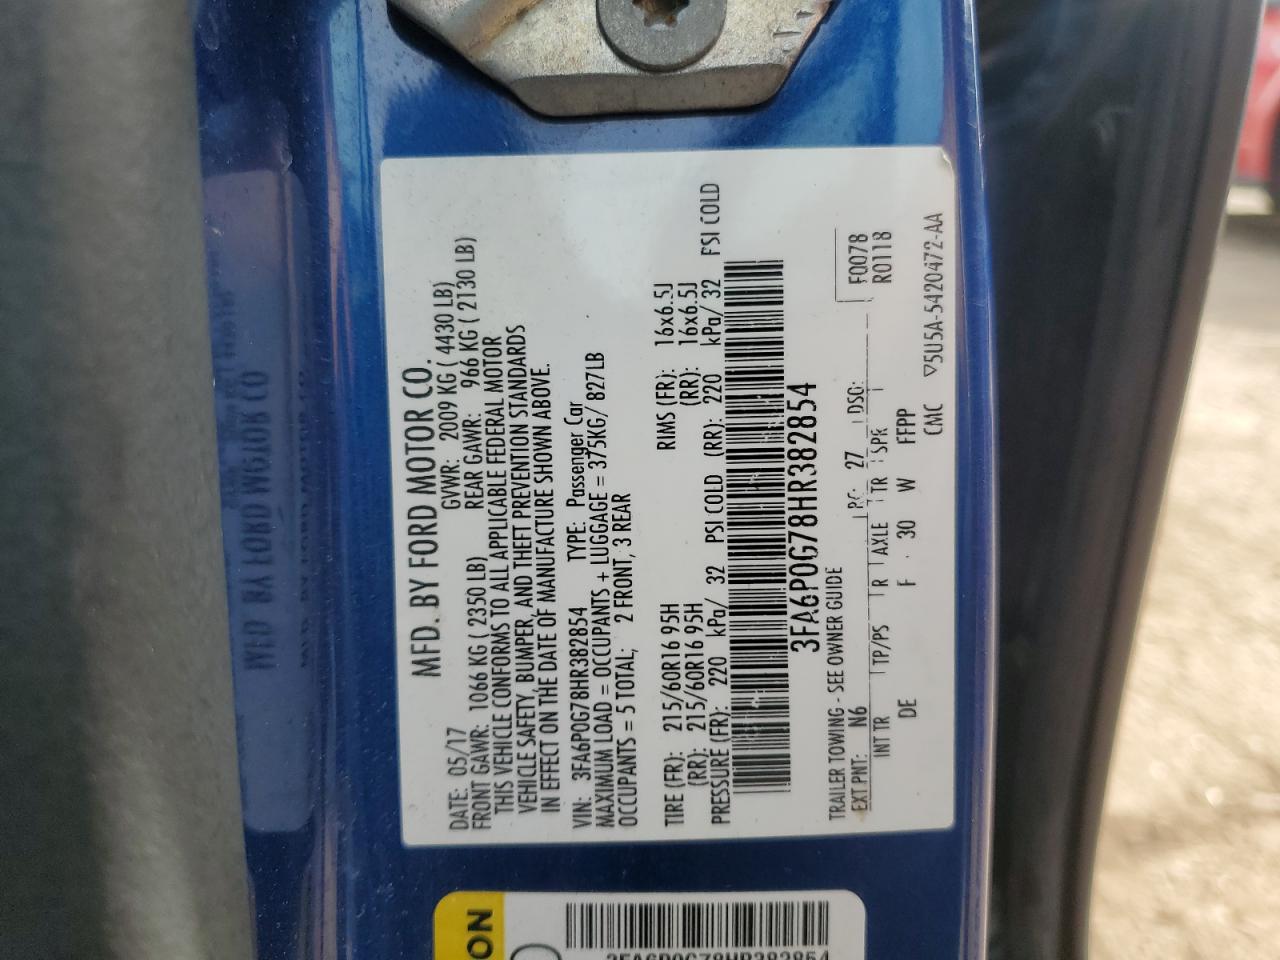 MFD. BY FORD MOTOR CO.
DATE: 05/17 GVWR: 2009 KG ( 4430 LB)
FRONT GAWR: 1066 KG ( 2350 LB) REAR GAWR: 966 KG ( 2130 LB)
THIS VEHICLE CONFORMS TO ALL APPLICABLE FEDERAL MOTOR
VEHICLE SAFETY, BUMPER, AND THEFT PREVENTION STANDARDS
IN EFFECT ON THE DATE OF MANUFACTURE SHOWN ABOVE.
VIN: 3FA6P0G78HR382854 TYPE: Passenger Car
MAXIMUM LOAD = OCCUPANTS + LUGGAGE = 375KG/ 827LB
OCCUPANTS = 5 TOTAL; 2 FRONT, 3 REAR
TIRE (FR): 215/60R16 95H RIMS (FR): 16x6.5J
(RR): 215/60R16 95H (RR): 16x6.5J
PRESSURE (FR): 220 kPa/ 32 PSI COLD (RR): 220 kPa/ 32 PSI COLD
3FA6P0G78HR382854
TRAILER TOWING - SEE OWNER GUIDE
EXT PNT: N6 RC: 27 DSO: F0078
INT TR TP/PS R AXLE TR SPR R0118
DE F 30 W FFPP
CMC ▽5U5A-5420472-AA
ON
3FA6P0G78HR382854